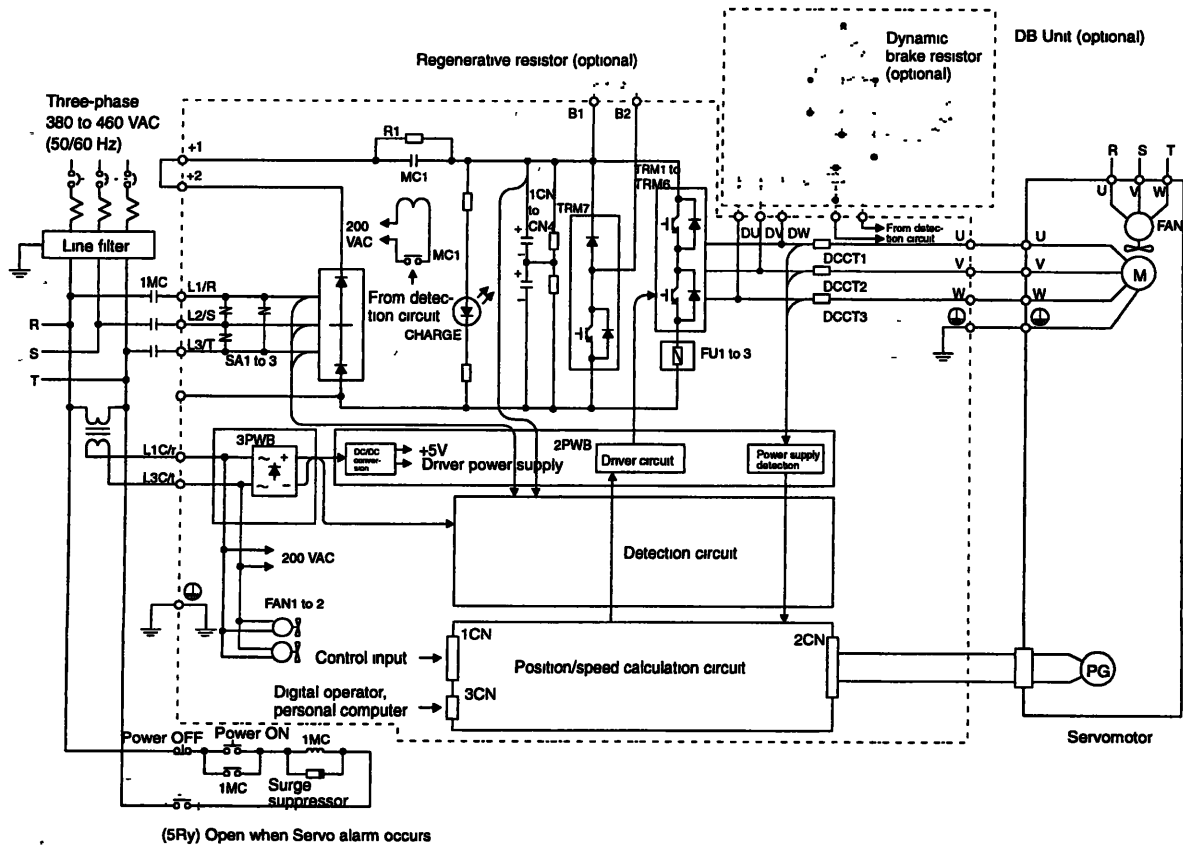 DB Unit (optional)
Dynamic
brake resistor
(optional)
Regenerative resistor (optional)
B1
B2
Three-phase
380 to 460 VAC
(50/60 Hz)
+1
+2
R1
MC1
200
VAC
MC1
From detec-
tion circuit
CHARGE
1CN
to
CN4
TRM7
TRM1 to
TRM6
FU1 to 3
DU
DV
DW
From detec-
tion circuit
DCCT1
DCCT2
DCCT3
U
V
W
U
V
W
R
S
T
U
V
W
FAN
M
Line filter
1MC
L1/R
L2/S
L3/T
SA1 to 3
R
S
T
L1C/r
L3C/t
3PWB
~
+
~
−
DC/DC
conver-
sion
+5V
Driver power supply
2PWB
Driver circuit
Power supply
detection
200 VAC
Detection circuit
FAN1 to 2
Control input
1CN
Position/speed calculation circuit
2CN
PG
Digital operator,
personal computer
3CN
Servomotor
Power OFF
Power ON
1MC
1MC
Surge
suppressor
(5Ry) Open when Servo alarm occurs